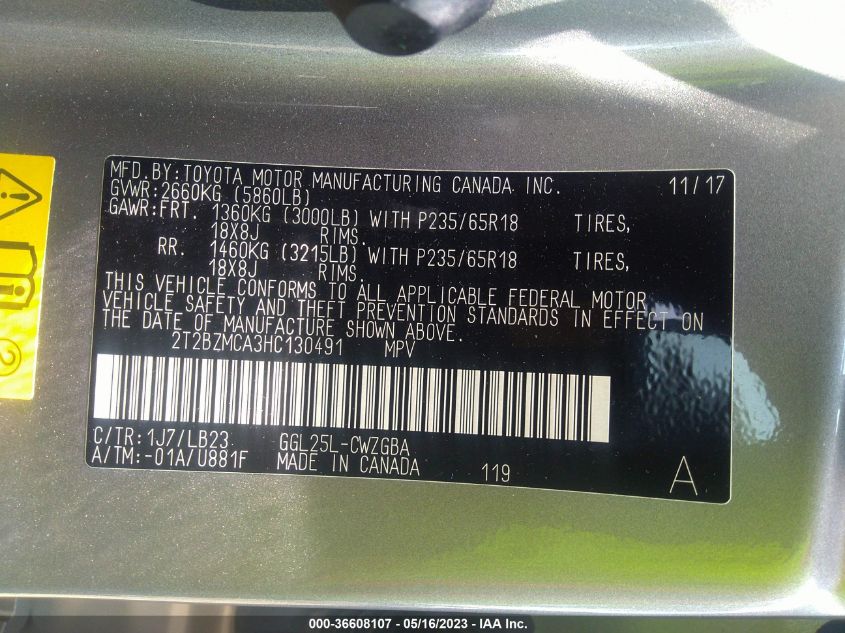 MFD.BY:TOYOTA MOTOR MANUFACTURING CANADA INC. 11/17
GVWR:2660KG (5860LB)
GAWR:FRT. 1360KG (3000LB) WITH P235/65R18 TIRES,
18X8J RIMS.
RR. 1460KG (3215LB) WITH P235/65R18 TIRES,
18X8J RIMS.
THIS VEHICLE CONFORMS TO ALL APPLICABLE FEDERAL MOTOR
VEHICLE SAFETY AND THEFT PREVENTION STANDARDS IN EFFECT ON
THE DATE OF MANUFACTURE SHOWN ABOVE.
2T2BZMCA3HC130491 MPV
C/TR:1J7/LB23 GGL25L-CWZGBA
A/TM:-01A/U881F MADE IN CANADA 119 A
2
000-36608107 - 05/16/2023 - IAA Inc.